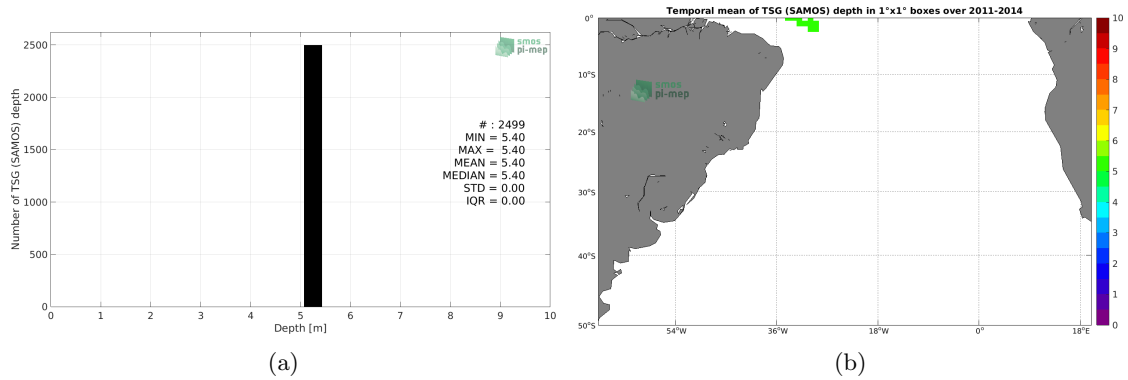 Number of TSG (SAMOS) depth
2500
2000
1500
1000
500
0
smos
pi-mep
# : 2499
MIN = 5.40
MAX = 5.40
MEAN = 5.40
MEDIAN = 5.40
STD = 0.00
IQR = 0.00
0 1 2 3 4 5 6 7 8 9 10
Depth [m]
(a)
Temporal mean of TSG (SAMOS) depth in 1°x1° boxes over 2011-2014
0°
10°S
20°S
30°S
40°S
50°S
smos
pi-mep
54°W 36°W 18°W 0° 18°E
10
9
8
7
6
5
4
3
2
1
0
(b)